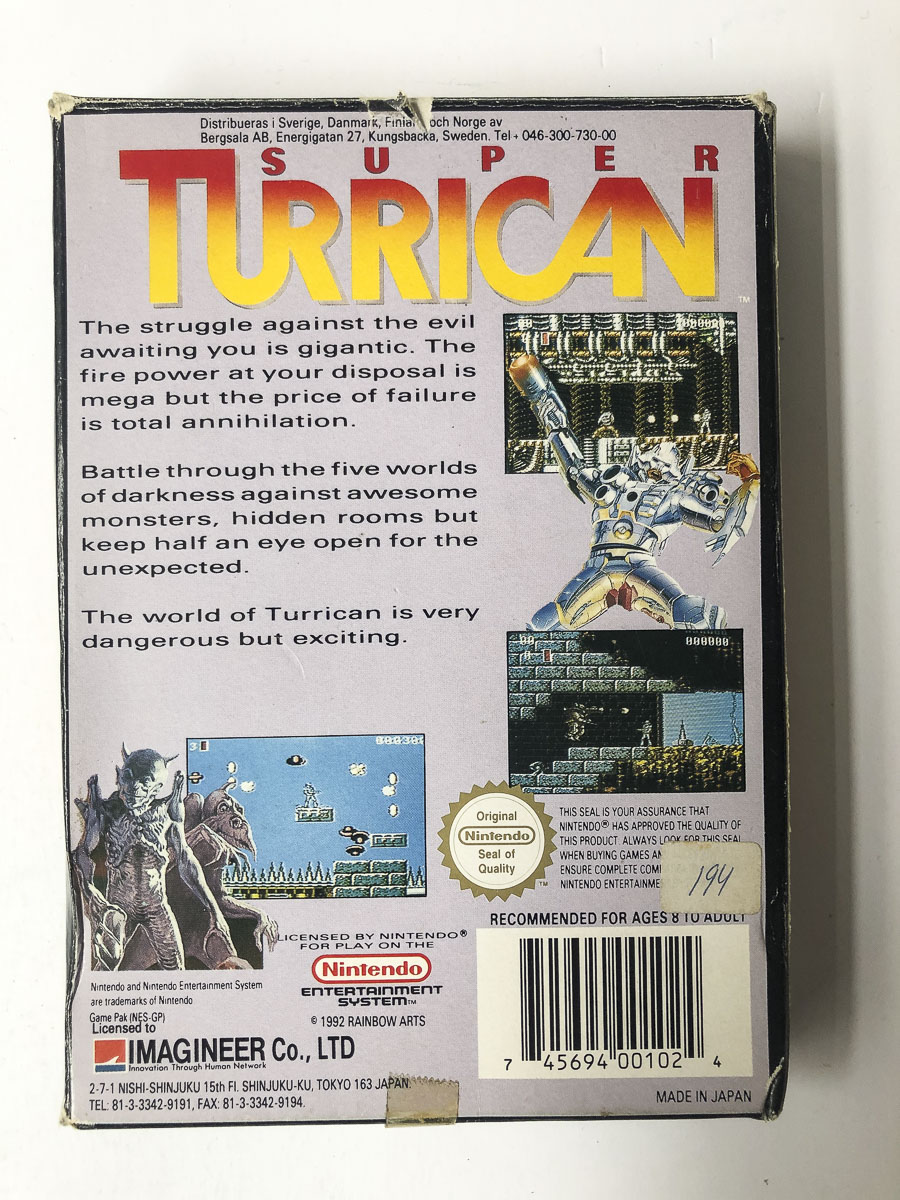 Distribueras i Sverige, Danmark, Finland och Norge av
Bergsala AB, Energigatan 27, Kungsbacka, Sweden. Tel + 046-300-730-00
SUPER
TURRICAN
TM
The struggle against the evil
awaiting you is gigantic. The
fire power at your disposal is
mega but the price of failure
is total annihilation.
Battle through the five worlds
of darkness against awesome
monsters, hidden rooms but
keep half an eye open for the
unexpected.
The world of Turrican is very
dangerous but exciting.
000000
3
Original
Nintendo
Seal of
Quality
TM
THIS SEAL IS YOUR ASSURANCE THAT
NINTENDO® HAS APPROVED THE QUALITY OF
THIS PRODUCT. ALWAYS LOOK FOR THIS SEAL
WHEN BUYING GAMES
ENSURE COMPLETE
NINTENDO
194
RECOMMENDED FOR AGES 8 TO ADULT
LICENSED BY NINTENDO®
FOR PLAY ON THE
Nintendo
ENTERTAINMENT
SYSTEM™
© 1992 RAINBOW ARTS
Nintendo and Nintendo Entertainment System
are trademarks of Nintendo
Game Pak (NES-GP)
Licensed to
IMAGINEER Co., LTD
Innovation Through Human Network
2-7-1 NISHI-SHINJUKU 15th Fl. SHINJUKU-KU, TOKYO 163 JAPAN.
TEL: 81-3-3342-9191, FAX: 81-3-3342-9194.
7 45694 00102 4
MADE IN JAPAN